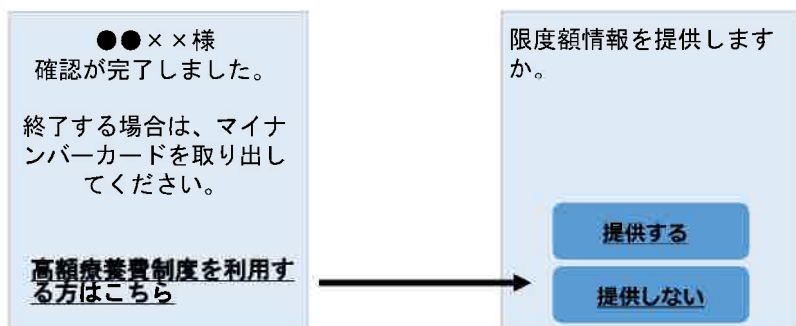 ●●××様
確認が完了しました。
終了する場合は、マイナ
ンバーカードを取り出し
てください。
高額療養費制度を利用す
る方はこちら
限度額情報を提供します
か。
提供する
提供しない